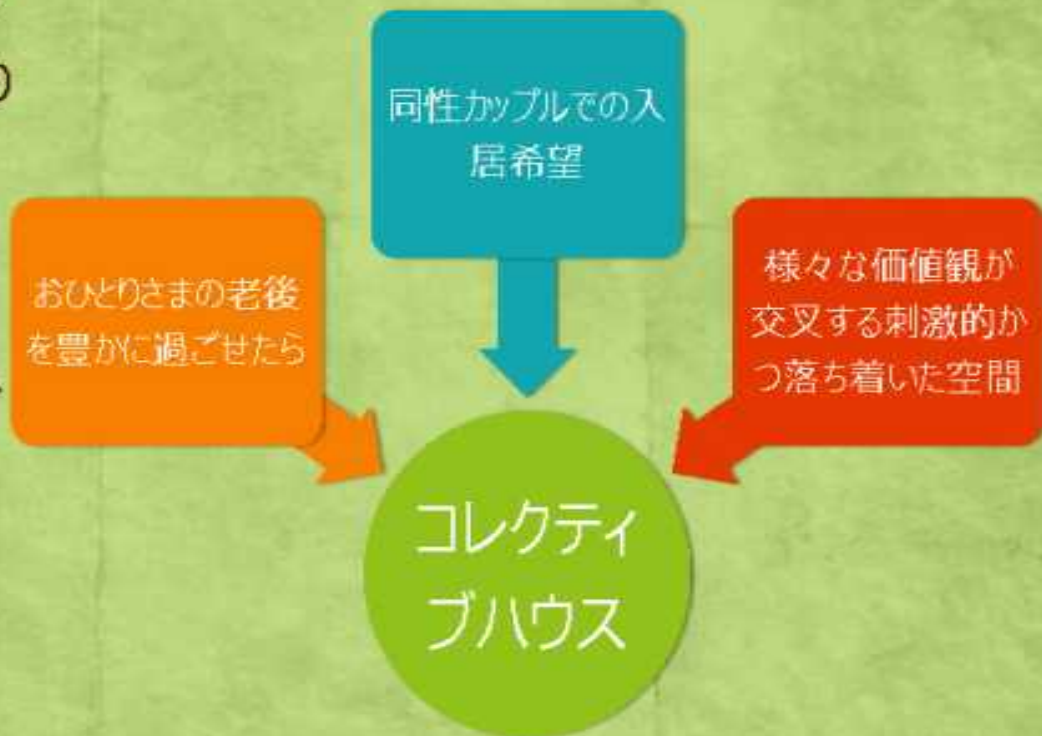 同性カップルでの入
居希望
おひとりさまの老後
を豊かに過ごせたら
様々な価値観が
交叉する刺激的か
つ落ち着いた空間
コレクティ
ブハウス